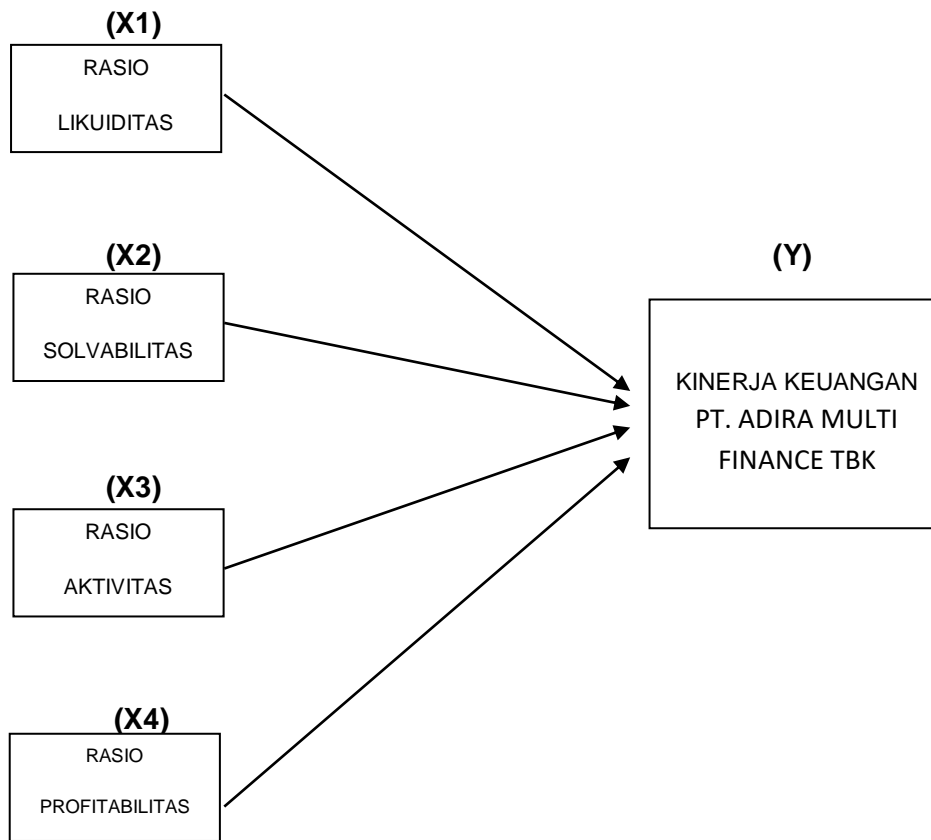 (X1)
RASIO
LIKUIDITAS
(X2)
RASIO
SOLVABILITAS
(X3)
RASIO
AKTIVITAS
(X4)
RASIO
PROFITABILITAS
(Y)
KINERJA KEUANGAN
PT. ADIRA MULTI
FINANCE TBK